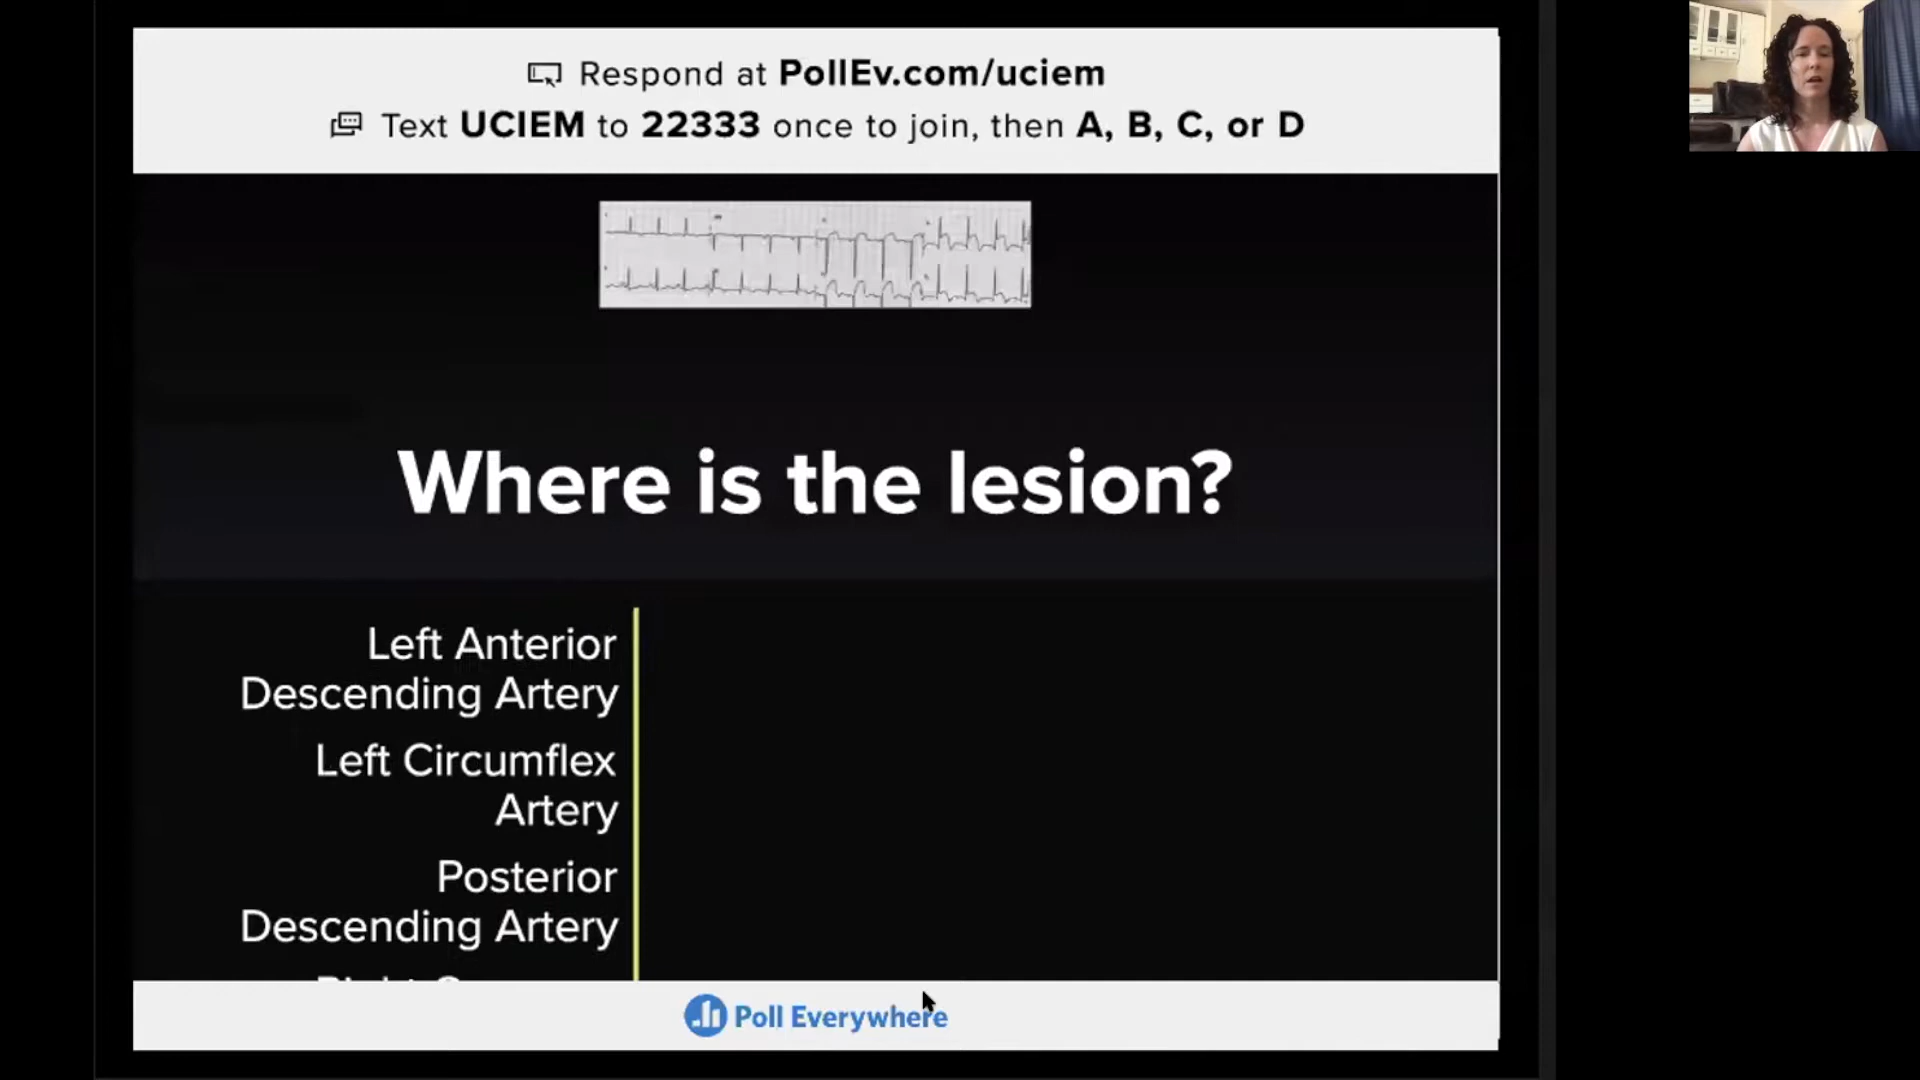 Respond at PollEv.com/uciem
Text UCIEM to 22333 once to join, then A, B, C, or D
Where is the lesion?
Left Anterior
Descending Artery
Left Circumflex
Artery
Posterior
Descending Artery
Poll Everywhere